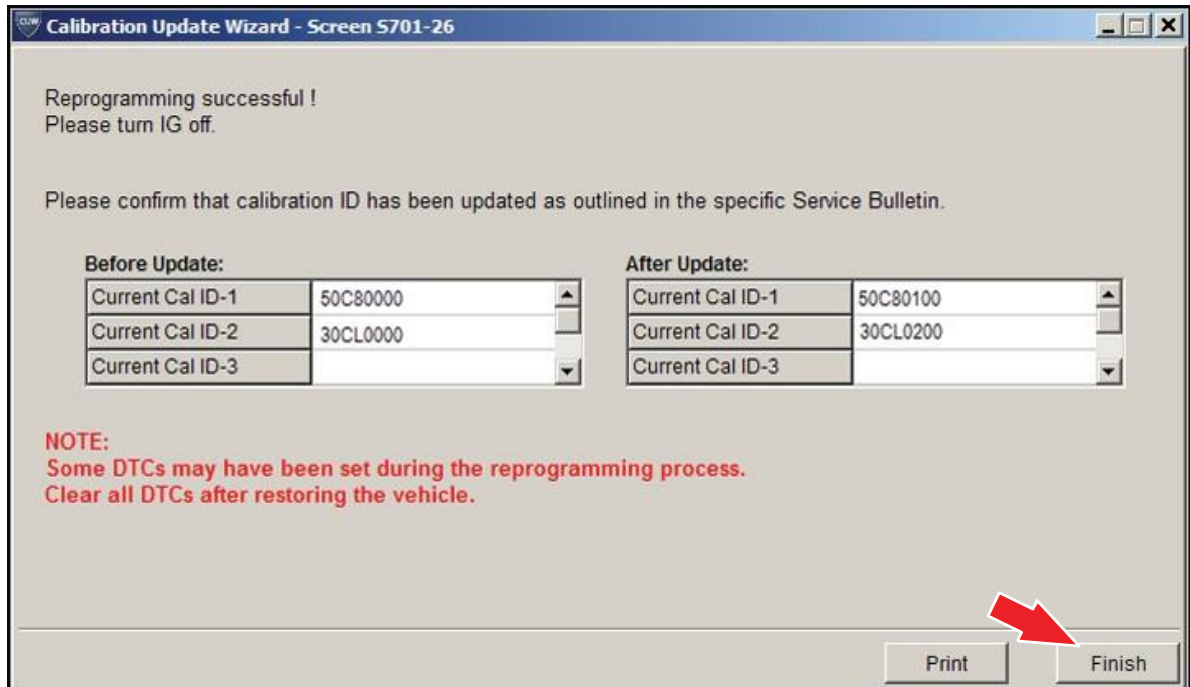 CUW
Calibration Update Wizard - Screen S701-26
Reprogramming successful !
Please turn IG off.
Please confirm that calibration ID has been updated as outlined in the specific Service Bulletin.
Before Update:
Current Cal ID-1 50C80000
Current Cal ID-2 30CL0000
Current Cal ID-3
After Update:
Current Cal ID-1 50C80100
Current Cal ID-2 30CL0200
Current Cal ID-3
NOTE:
Some DTCs may have been set during the reprogramming process.
Clear all DTCs after restoring the vehicle.
Print
Finish